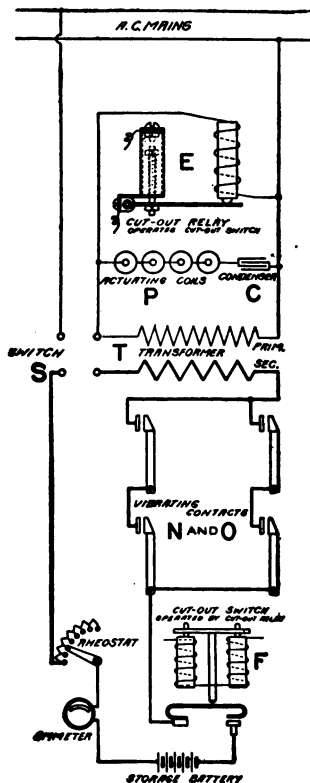 A.C. MAINS
E
CUT-OUT RELAY
OPERATED CUT-OUT SWITCH
ACTUATING COILS
CONDENSER
P
C
T
PRIM.
SWITCH
TRANSFORMER
S
SEC.
VIBRATING CONTACTS
N AND O
CUT-OUT SWITCH
OPERATED BY CUT-OUT RELAY
F
RHEOSTAT
AMMETER
STORAGE BATTERY